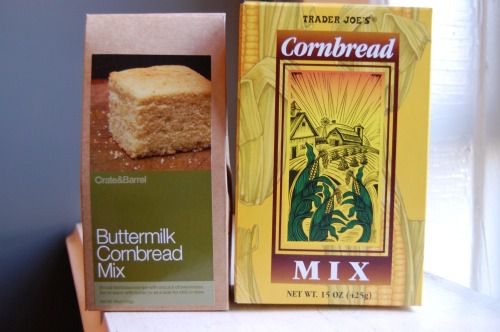 Crate&Barrel
Buttermilk
Cornbread
Mix
TRADER JOE'S
Cornbread
MIX
NET WT. 15 OZ (425g)